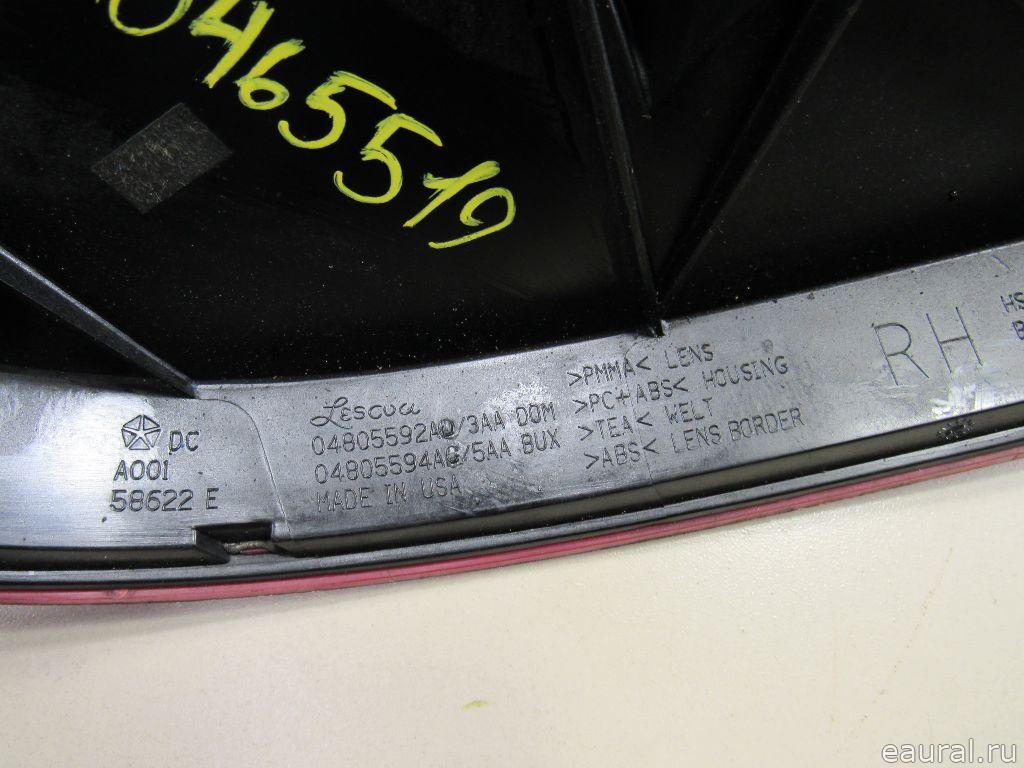 0465519
Lescoa
DC
A001
58622 E
04805592A /3AA DOM
04805594A /5AA BUX
MADE IN USA
>PMMA< LENS
>PC+ABS< HOUSING
>TEA< WELT
>ABS< LENS BORDER
RH
HS
eaural.ru